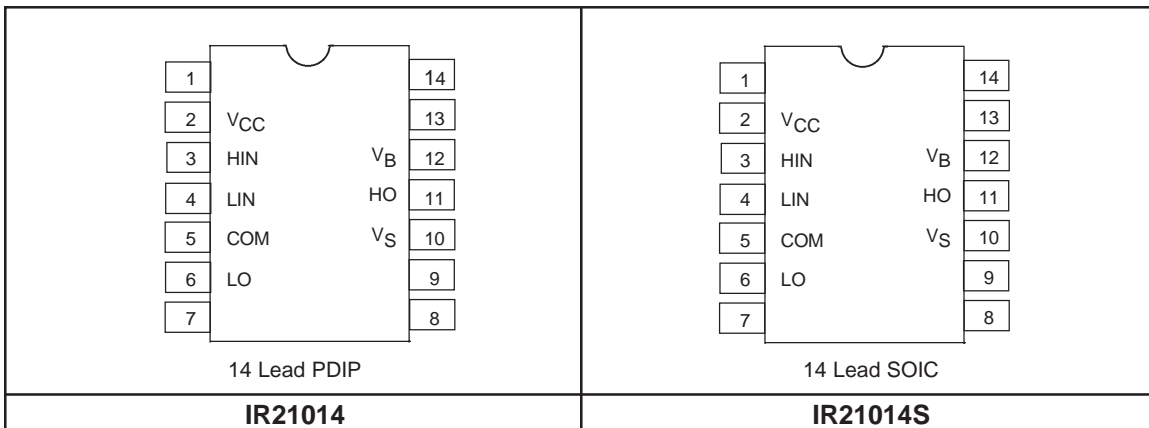 1 14
2 VCC 13
3 HIN VB 12
4 LIN HO 11
5 COM VS 10
6 LO 9
7 8
14 Lead PDIP
IR21014
1 14
2 VCC 13
3 HIN VB 12
4 LIN HO 11
5 COM VS 10
6 LO 9
7 8
14 Lead SOIC
IR21014S